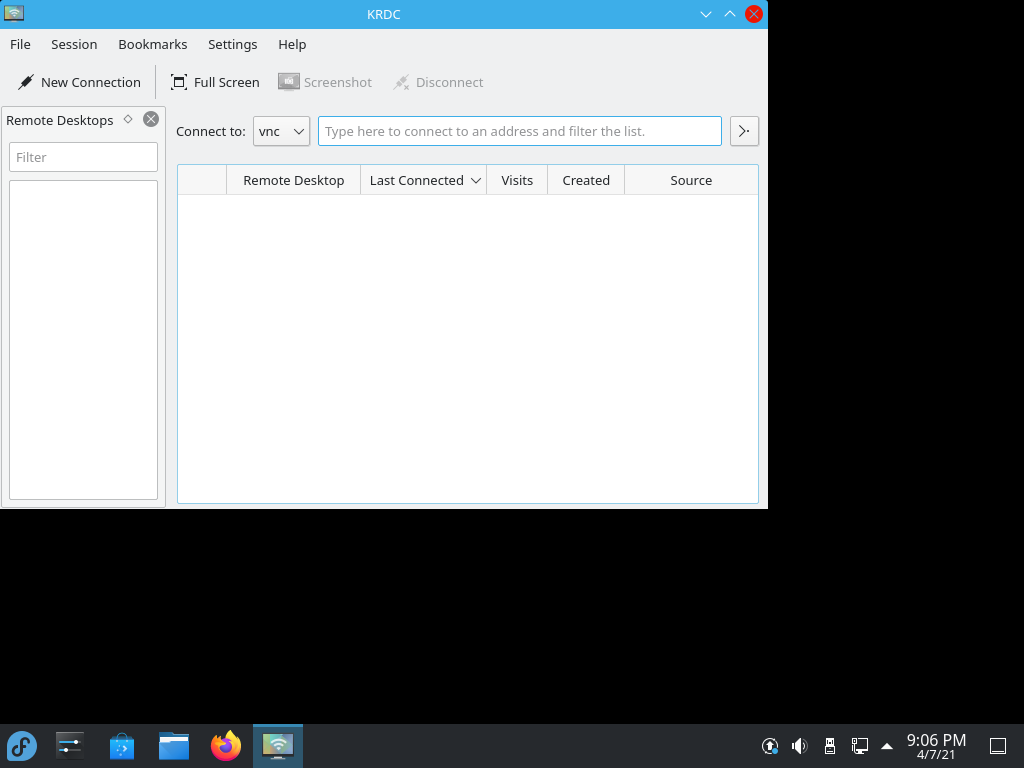 KRDC
File Session Bookmarks Settings Help
New Connection Full Screen Screenshot Disconnect
Remote Desktops
Connect to: vnc Type here to connect to an address and filter the list.
Filter
Remote Desktop Last Connected Visits Created Source
9:06 PM
4/7/21